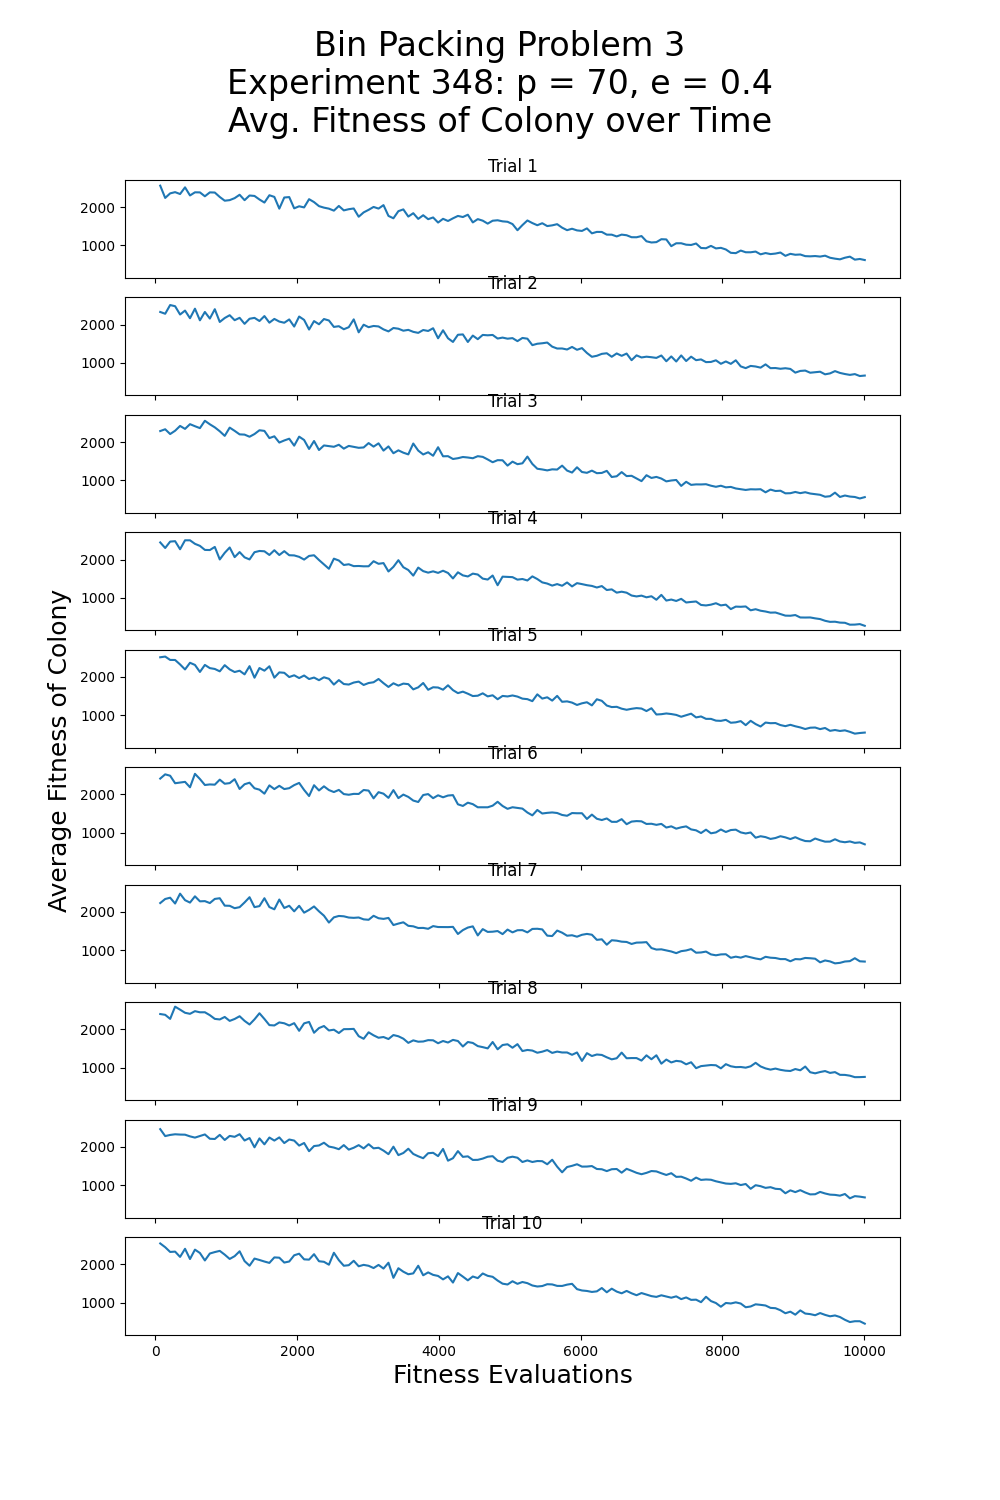 Bin Packing Problem 3
Experiment 348: p = 70, e = 0.4
Avg. Fitness of Colony over Time
Trial 1
2000
1000
Trial 2
2000
1000
Trial 3
2000
1000
Trial 4
2000
1000
Trial 5
2000
1000
Trial 6
2000
1000
Trial 7
2000
1000
Trial 8
2000
1000
Trial 9
2000
1000
Trial 10
2000
1000
0 2000 4000 6000 8000 10000
Fitness Evaluations
Average Fitness of Colony